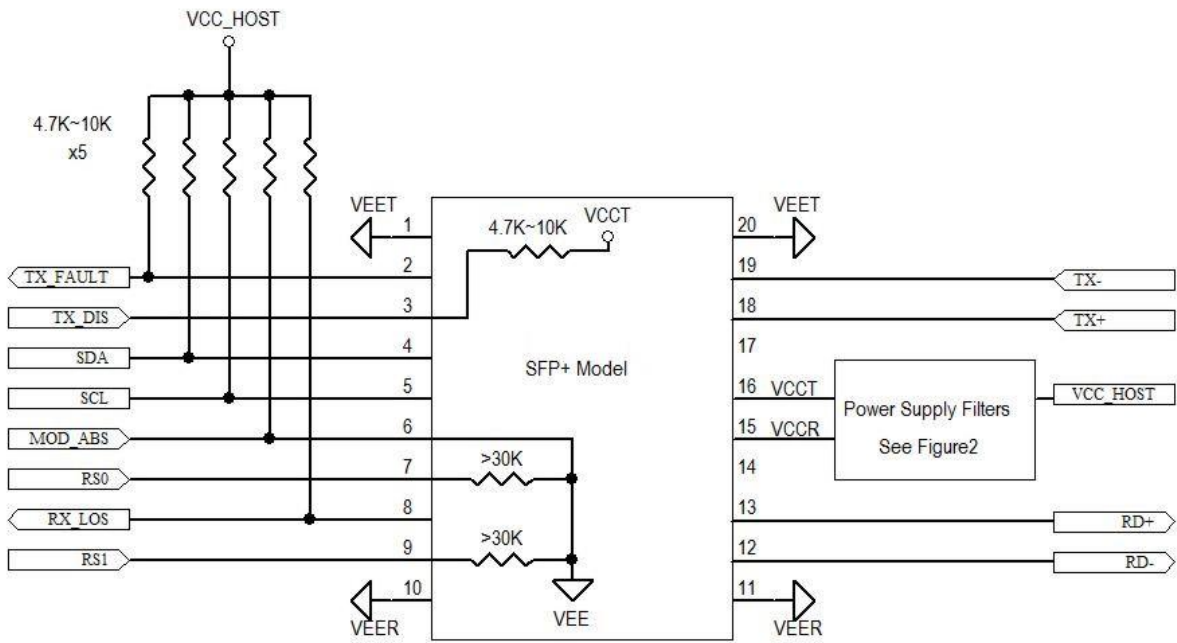 VCC_HOST
4.7K~10K
x5
VEET
1
2
3
4
5
6
7
8
9
10
VEER
TX_FAULT
TX_DIS
SDA
SCL
MOD_ABS
RS0
RX_LOS
RS1
4.7K~10K
VCCT
SFP+ Model
>30K
>30K
VEE
20
VEET
19
18
17
16
VCCT
15
VCCR
14
13
12
11
VEER
Power Supply Filters
See Figure2
TX-
TX+
VCC_HOST
RD+
RD-